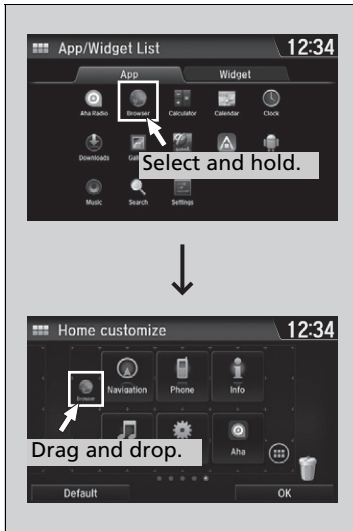 App/Widget List 12:34
App Widget
Aha Radio Browser Calculator Calendar Clock
Downloads
Select and hold.
Music Search Settings
Home customize 12:34
Browser Navigation Phone Info
Drag and drop.
Aha
Default OK